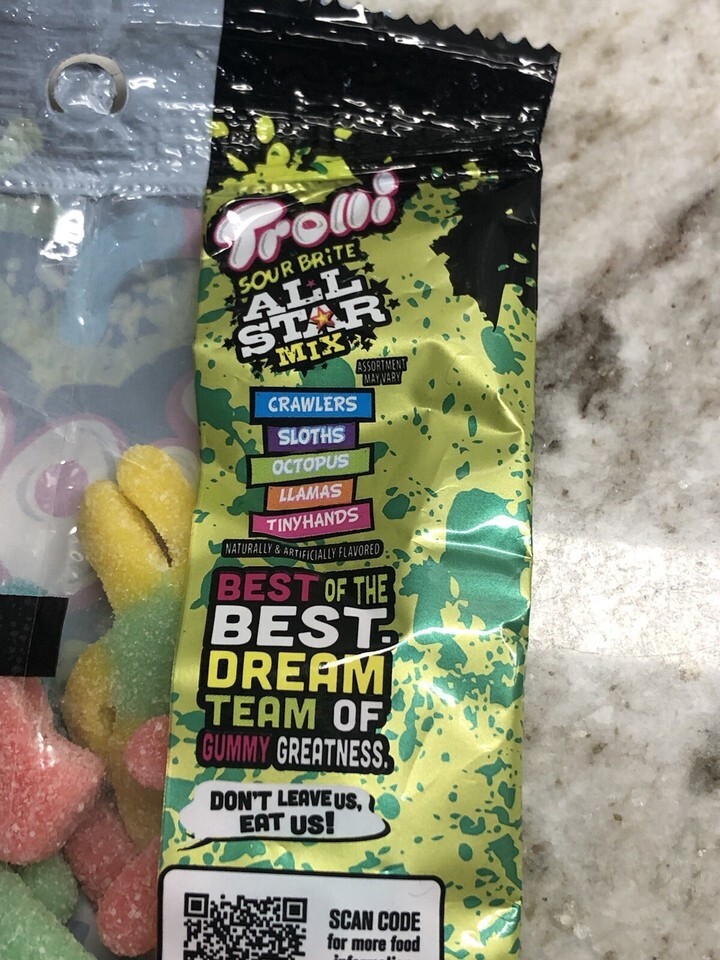 Trolli
SOUR BRiTE
ALL
STAR
MIX
ASSORTMENT
MAY VARY
CRAWLERS
SLOTHS
OCTOPUS
LLAMAS
TINYHANDS
NATURALLY & ARTIFICIALLY FLAVORED
BEST OF THE
BEST.
DREAM
TEAM OF
GUMMY GREATNESS.
DON'T LEAVE US,
EAT US!
SCAN CODE
for more food